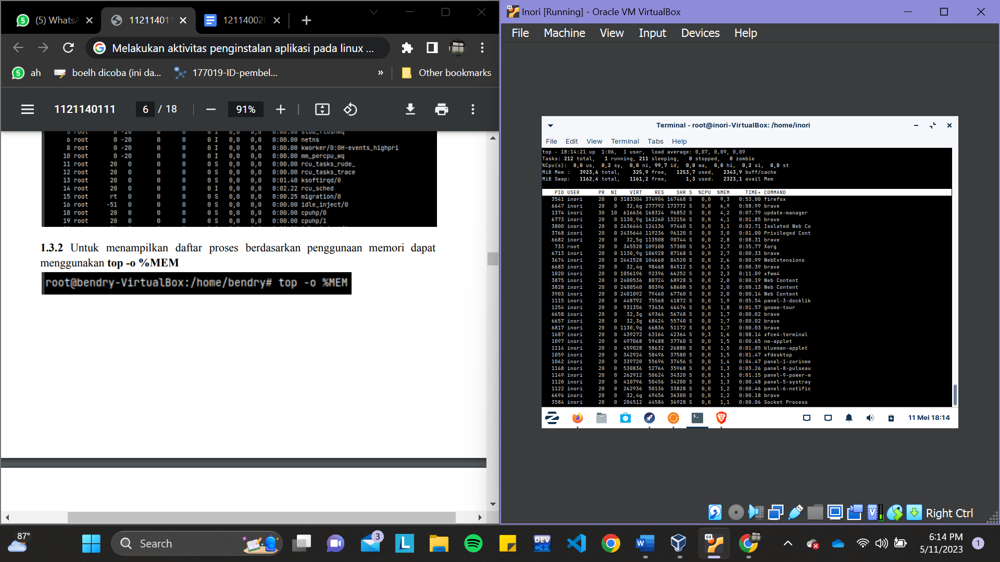 (5) WhatsA
112114011
121140020
Melakukan aktivitas penginstalan aplikasi pada linux ...
ah
boelh dicoba (ini da...
177019-ID-pembel...
»
Other bookmarks
1121140111
6 / 18
91%
6 root 0 -20 0 0 0 I 0,0 0,0 0:00.00 netns
8 root 0 -20 0 0 0 I 0,0 0,0 0:00.00 kworker/0:0H-events_highpri
10 root 0 -20 0 0 0 I 0,0 0,0 0:00.00 mm_percpu_wq
11 root 20 0 0 0 0 S 0,0 0,0 0:00.00 rcu_tasks_rude_
12 root 20 0 0 0 0 S 0,0 0,0 0:00.00 rcu_tasks_trace
13 root 20 0 0 0 0 S 0,0 0,0 0:01.40 ksoftirqd/0
14 root 20 0 0 0 0 I 0,0 0,0 0:02.22 rcu_sched
15 root rt 0 0 0 0 S 0,0 0,0 0:00.25 migration/0
16 root -51 0 0 0 0 S 0,0 0,0 0:00.00 idle_inject/0
18 root 20 0 0 0 0 S 0,0 0,0 0:00.00 cpuhp/0
19 root 20 0 0 0 0 S 0,0 0,0 0:00.00 cpuhp/1
1.3.2 Untuk menampilkan daftar proses berdasarkan penggunaan memori dapat
menggunakan top -o %MEM
root@bendry-VirtualBox:/home/bendry# top -o %MEM
Inori [Running] - Oracle VM VirtualBox
File Machine View Input Devices Help
Terminal - root@inori-VirtualBox: /home/inori
File Edit View Terminal Tabs Help
top - 18:14:21 up 1:06, 1 user, load average: 0,07, 0,09, 0,09
Tasks: 212 total, 1 running, 211 sleeping, 0 stopped, 0 zombie
%Cpu(s): 0,0 us, 0,2 sy, 0,0 ni, 99,7 id, 0,0 wa, 0,0 hi, 0,2 si, 0,0 st
MiB Mem : 3923,6 total, 325,9 free, 1253,7 used, 2343,9 buff/cache
MiB Swap: 1162,4 total, 1161,2 free, 1,3 used. 2323,1 avail Mem
PID USER PR NI VIRT RES SHR S %CPU %MEM TIME+ COMMAND
3541 inori 20 0 3183304 374904 167468 S 0,0 9,3 0:53.00 firefox
6647 inori 20 0 32,6g 277792 173772 S 0,0 6,9 0:08.99 brave
1374 inori 30 10 616636 168324 96852 S 0,0 4,2 0:07.79 update-manager
6773 inori 20 0 1130,9g 163260 132156 S 0,0 4,1 0:01.85 brave
3800 inori 20 0 2436444 124136 97440 S 0,0 3,1 0:02.71 Isolated Web Co
3768 inori 20 0 2435644 119236 96120 S 0,0 3,0 0:01.00 Privileged Cont
6682 inori 20 0 32,5g 113508 90744 S 0,0 2,8 0:08.31 brave
733 root 20 0 345528 109108 57300 S 0,3 2,7 0:35.77 Xorg
6713 inori 20 0 1130,9g 106928 87168 S 0,0 2,7 0:00.33 brave
3674 inori 20 0 2441528 104668 84520 S 0,0 2,6 0:00.99 WebExtensions
6683 inori 20 0 32,4g 98468 84512 S 0,0 2,5 0:00.39 brave
1020 inori 20 0 1056196 92396 66252 S 0,0 2,3 0:11.09 xfwm4
3875 inori 20 0 2400536 80724 68928 S 0,0 2,0 0:00.19 Web Content
3828 inori 20 0 2400540 80396 68608 S 0,0 2,0 0:00.13 Web Content
3903 inori 20 0 2401092 79460 67760 S 0,0 2,0 0:00.14 Web Content
1115 inori 20 0 448792 75568 41872 S 0,0 1,9 0:05.54 panel-3-docklik
1254 inori 20 0 931356 73436 46476 S 0,0 1,8 0:01.57 gnome-tour
6658 inori 20 0 32,3g 69364 56748 S 0,0 1,7 0:00.02 brave
6657 inori 20 0 32,3g 68424 55740 S 0,0 1,7 0:00.02 brave
6817 inori 20 0 1130,9g 66836 51172 S 0,0 1,7 0:00.03 brave
1687 inori 20 0 439272 63164 42364 S 0,3 1,6 0:08.14 xfce4-terminal
1097 inori 20 0 497068 59488 37760 S 0,0 1,5 0:00.65 nm-applet
1114 inori 20 0 459028 58632 26880 S 0,0 1,5 0:01.05 blueman-applet
1059 inori 20 0 342924 58496 37580 S 0,0 1,5 0:01.47 xfdesktop
1062 inori 20 0 339720 55696 37456 S 0,0 1,4 0:04.47 panel-1-zorinme
1148 inori 20 0 530836 52764 35968 S 0,0 1,3 0:03.26 panel-8-pulseau
1149 inori 20 0 262912 50624 34320 S 0,0 1,3 0:01.15 panel-9-power-m
1120 inori 20 0 410796 50456 34200 S 0,0 1,3 0:00.48 panel-5-systray
1122 inori 20 0 262936 50136 33828 S 0,0 1,2 0:00.46 panel-6-notific
6694 inori 20 0 32,4g 49456 36300 S 0,0 1,2 0:00.18 brave
3584 inori 20 0 204512 44584 36928 S 0,0 1,1 0:00.06 Socket Process
11 Mei 18:14
Right Ctrl
87°
Search
3
L
DEV C++
W
64
6:14 PM
5/11/2023
1